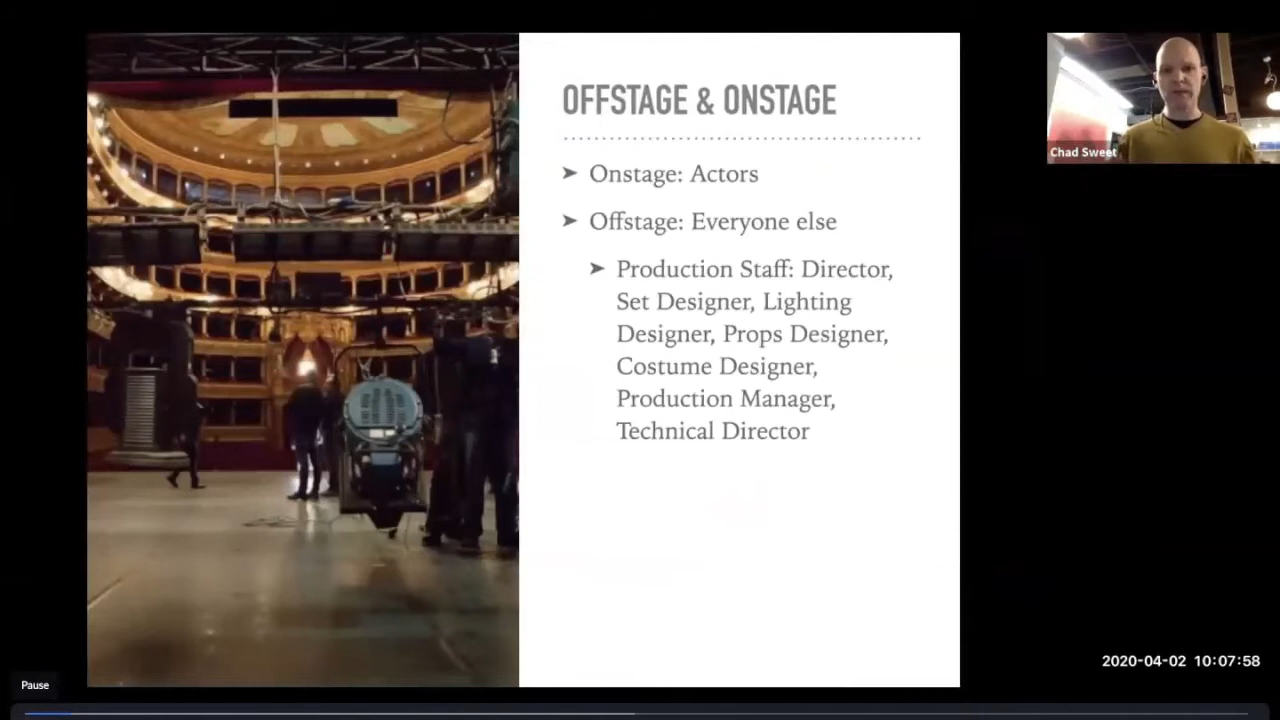 OFFSTAGE & ONSTAGE
➤ Onstage: Actors
➤ Offstage: Everyone else
➤ Production Staff: Director,
Set Designer, Lighting
Designer, Props Designer,
Costume Designer,
Production Manager,
Technical Director
Chad Sweet
2020-04-02 10:07:58
Pause